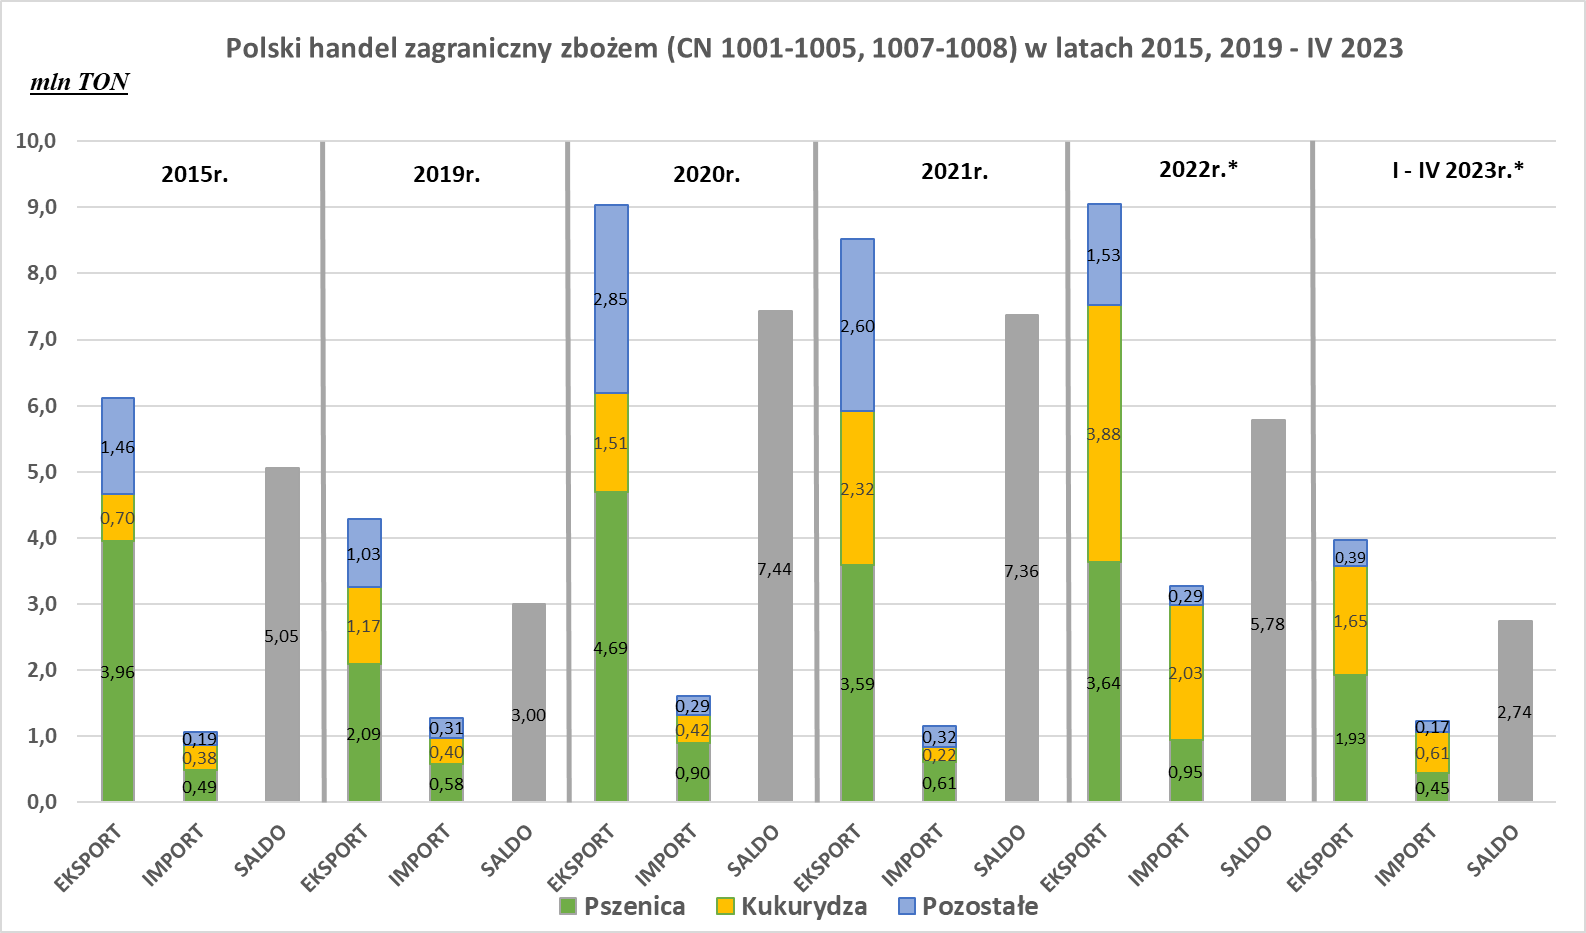 Polski handel zagraniczny zbożem (CN 1001-1005, 1007-1008) w latach 2015, 2019 - IV 2023
mln TON
10,0
9,0
8,0
7,0
6,0
5,0
4,0
3,0
2,0
1,0
0,0
2015r.
2019r.
2020r.
2021r.
2022r.*
I - IV 2023r.*
1,46
0,70
3,96
0,19
0,38
0,49
5,05
1,03
1,17
2,09
0,31
0,40
0,58
3,00
2,85
1,51
4,69
0,29
0,42
0,90
7,44
2,60
2,32
3,59
0,32
0,22
0,61
7,36
1,53
3,88
3,64
0,29
2,03
0,95
5,78
0,39
1,65
1,93
0,17
0,61
0,45
2,74
EKSPORT
IMPORT
SALDO
EKSPORT
IMPORT
SALDO
EKSPORT
IMPORT
SALDO
EKSPORT
IMPORT
SALDO
EKSPORT
IMPORT
SALDO
EKSPORT
IMPORT
SALDO
Pszenica
Kukurydza
Pozostałe